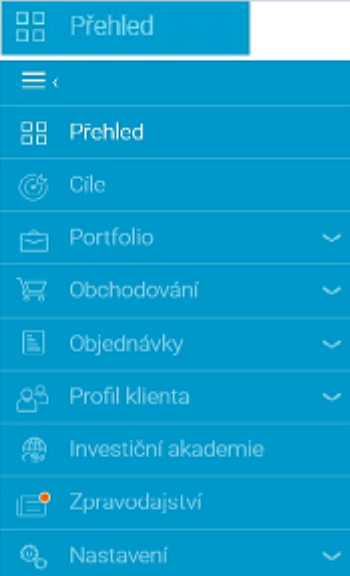 Přehled
Přehled
Cíle
Portfolio
Obchodování
Objednávky
Profil klienta
Investiční akademie
Zpravodajství
Nastavení